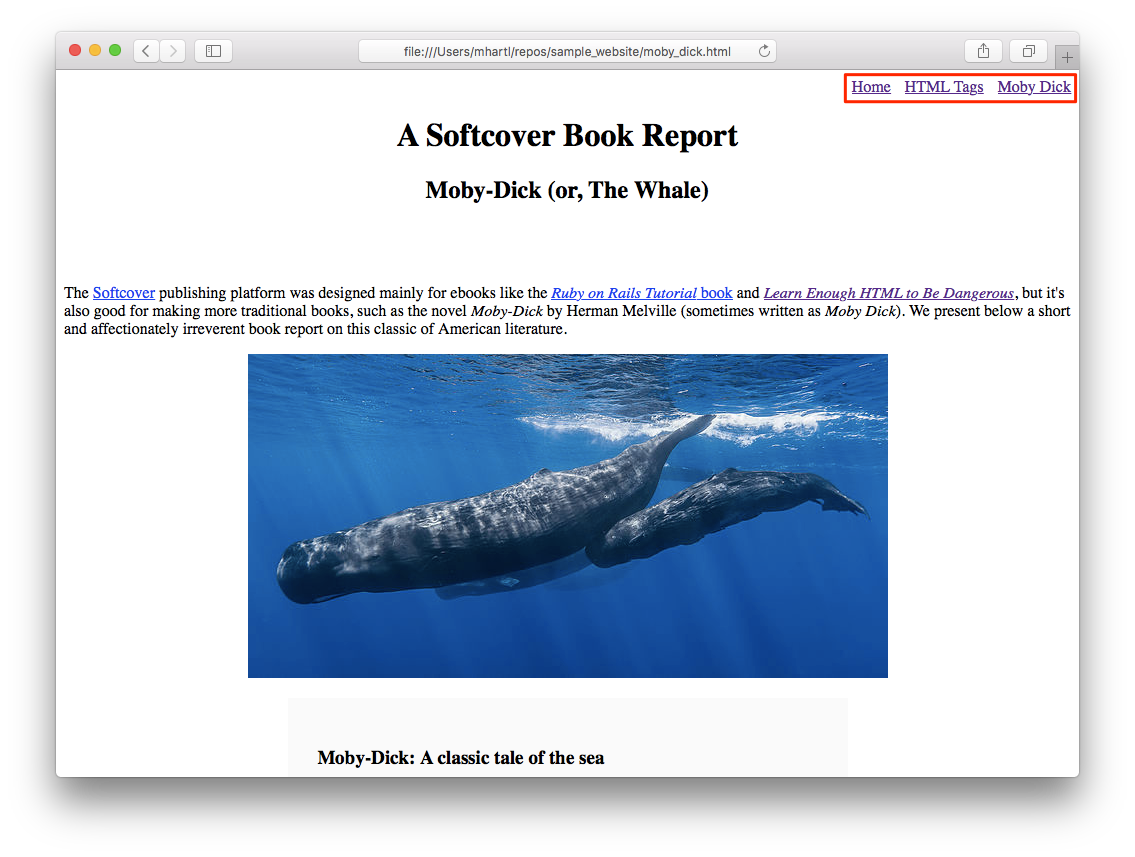 file:///Users/mhartl/repos/sample_website/moby_dick.html
Home HTML Tags Moby Dick
A Softcover Book Report
Moby-Dick (or, The Whale)
The Softcover publishing platform was designed mainly for ebooks like the Ruby on Rails Tutorial book and Learn Enough HTML to Be Dangerous, but it's
also good for making more traditional books, such as the novel Moby-Dick by Herman Melville (sometimes written as Moby Dick). We present below a short
and affectionately irreverent book report on this classic of American literature.
Moby-Dick: A classic tale of the sea